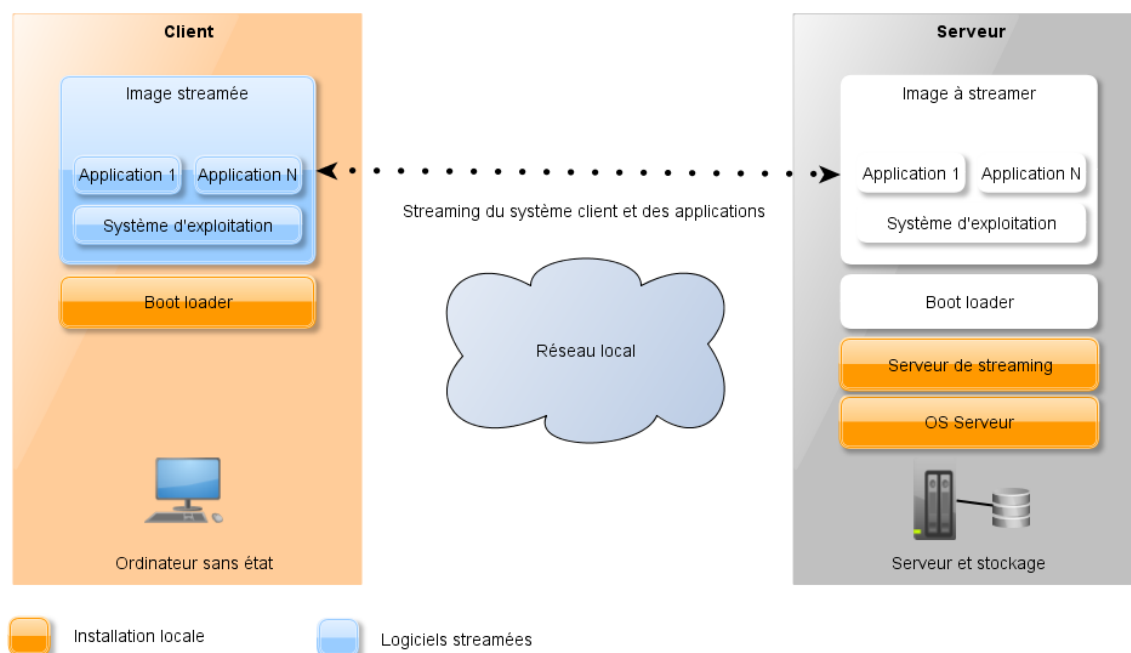 Client
Image streamée
Application 1
Application N
Système d'exploitation
Boot loader
Ordinateur sans état
Streaming du système client et des applications
Réseau local
Serveur
Image à streamer
Application 1
Application N
Système d'exploitation
Boot loader
Serveur de streaming
OS Serveur
Serveur et stockage
Installation locale
Logiciels streamées